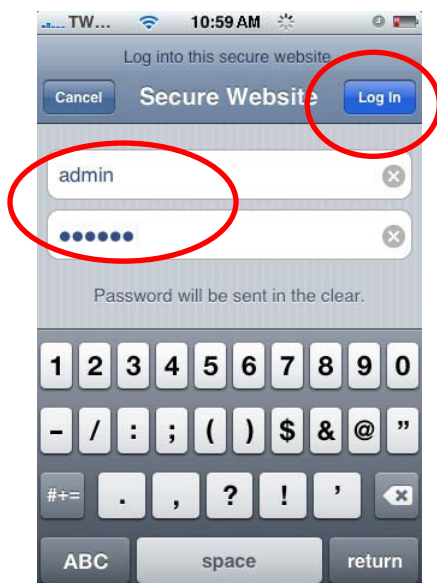 TW... 10:59 AM
Log into this secure website
Cancel Secure Website Log In
admin
••••••
Password will be sent in the clear.
1 2 3 4 5 6 7 8 9 0
- / : ; ( ) $ & @ ”
#+= . , ? ! ’
ABC space return